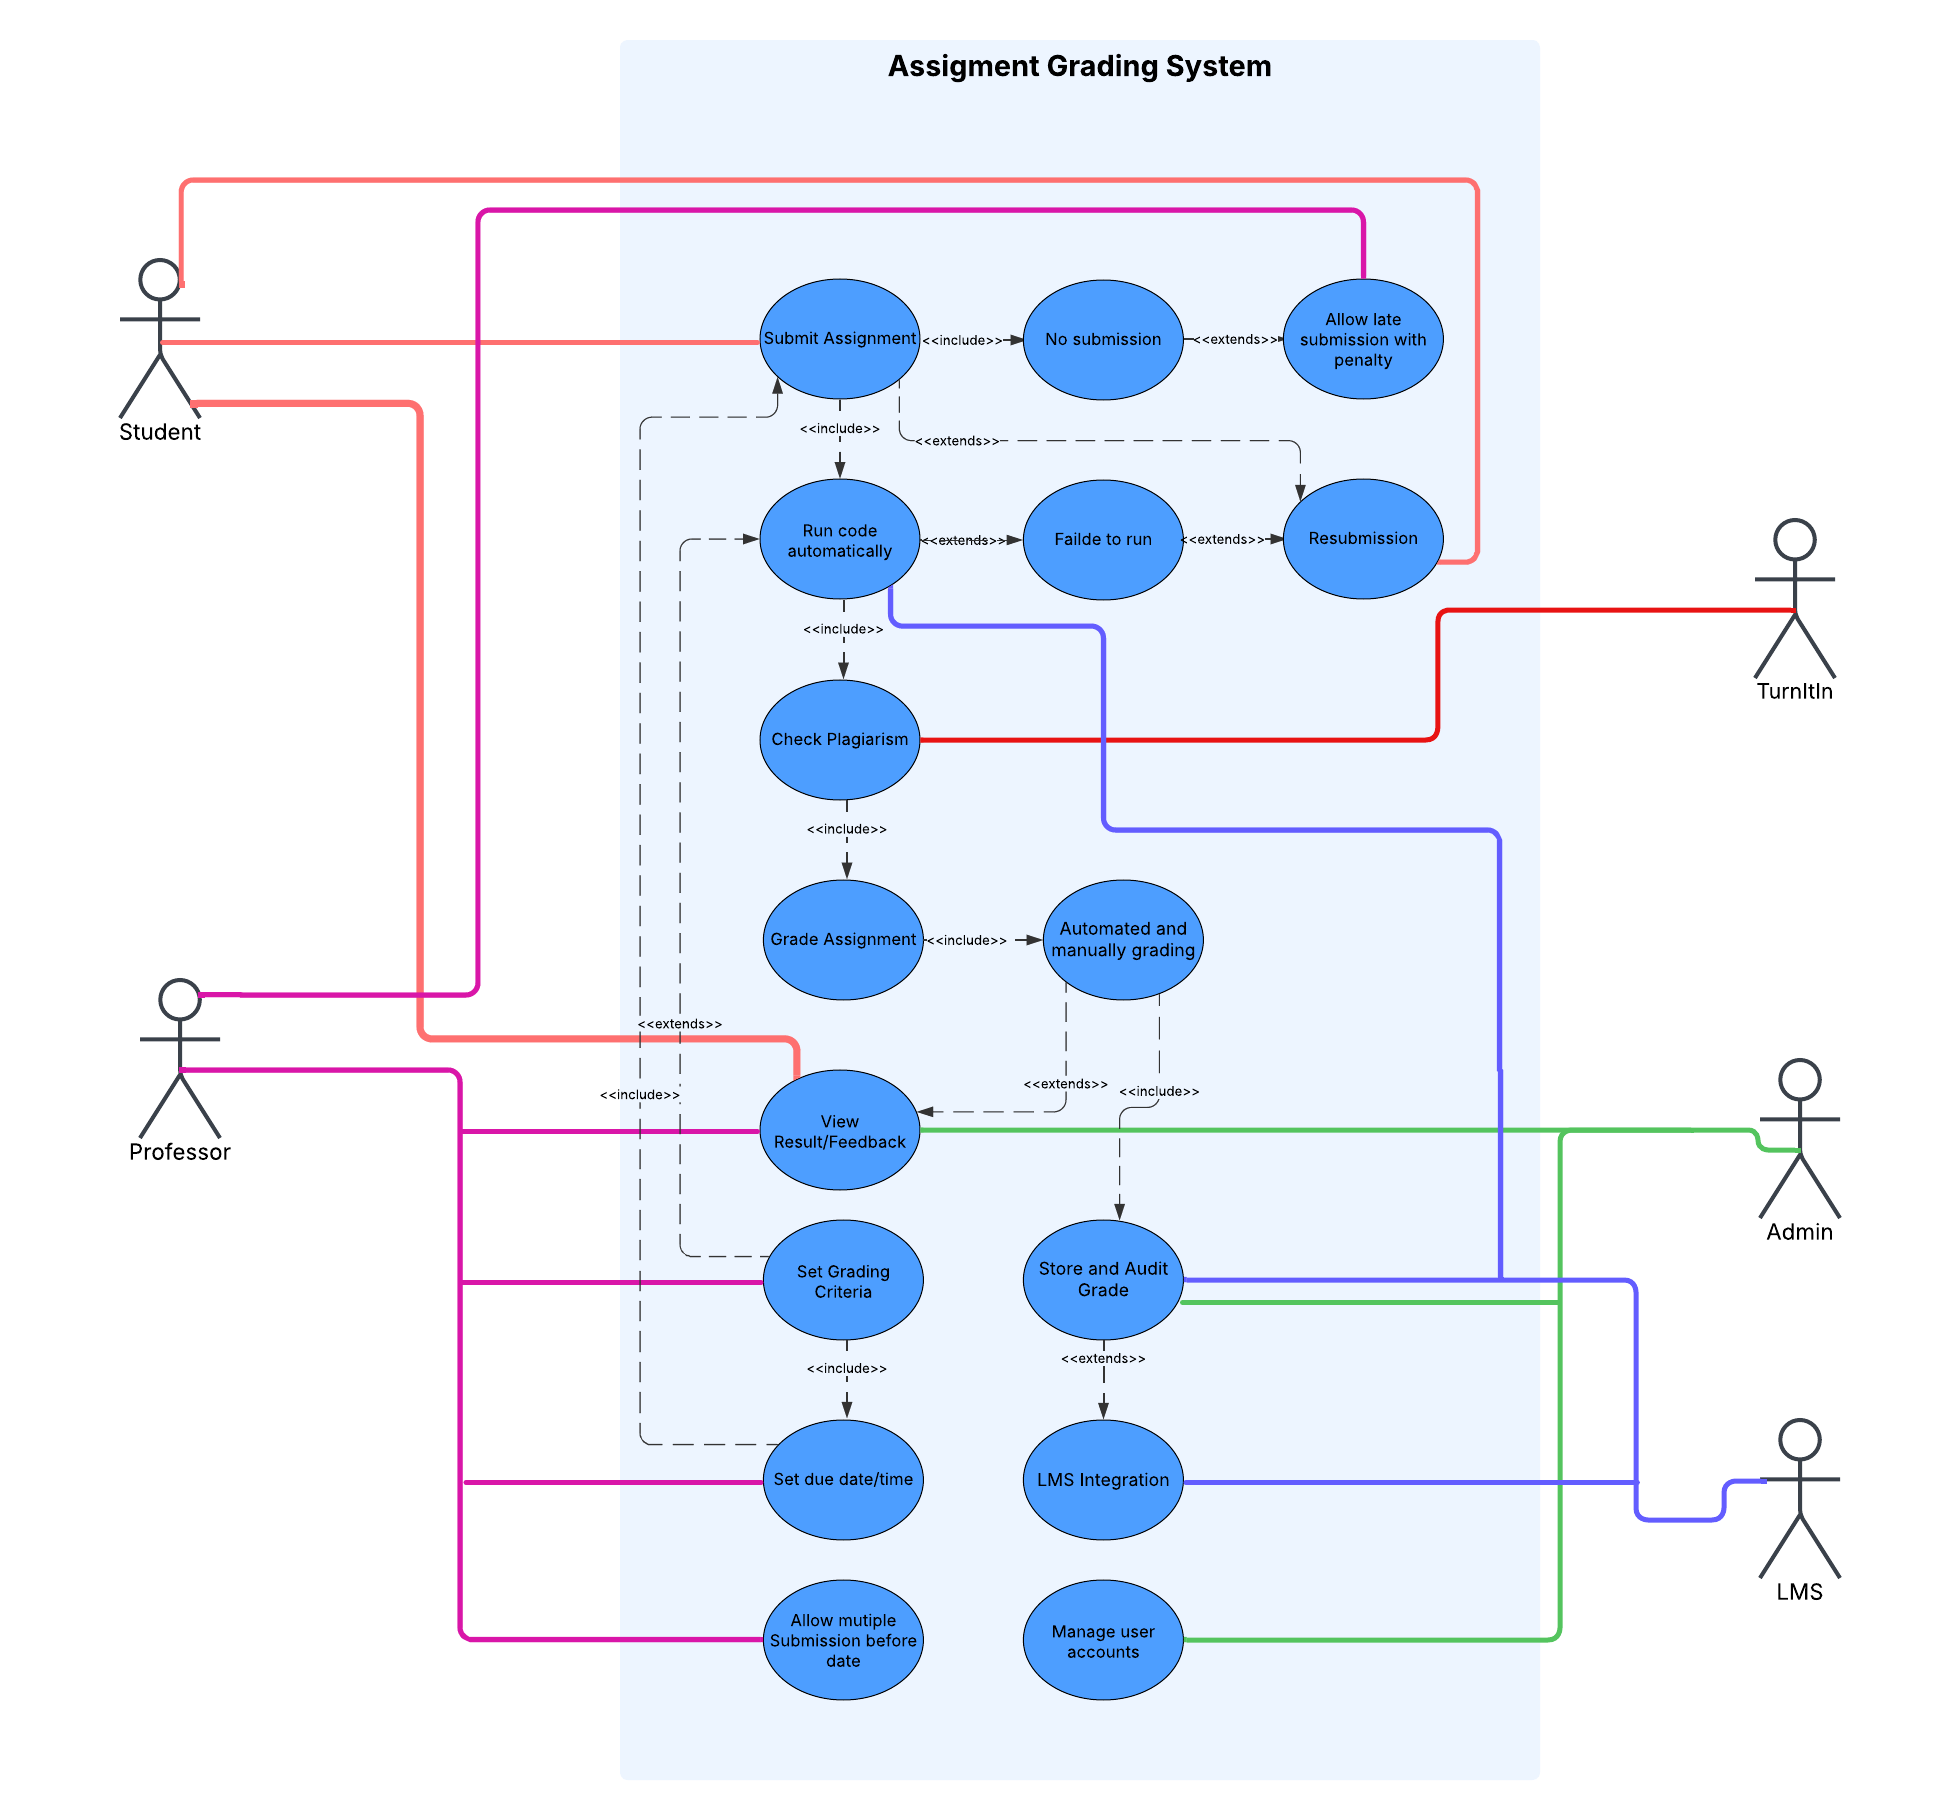 Assigment Grading System
Student
Submit Assignment
<<include>>
No submission
<<extends>>
Allow late
submission with
penalty
<<include>>
<<extends>>
Run code
automatically
<<extends>>
Failde to run
<<extends>>
Resubmission
<<include>>
TurnItIn
Check Plagiarism
<<include>>
Grade Assignment
<<include>>
Automated and
manually grading
<<extends>>
<<include>>
<<extends>>
<<include>>
Professor
View
Result/Feedback
Admin
Set Grading
Criteria
Store and Audit
Grade
<<include>>
<<extends>>
Set due date/time
LMS Integration
LMS
Allow mutiple
Submission before
date
Manage user
accounts